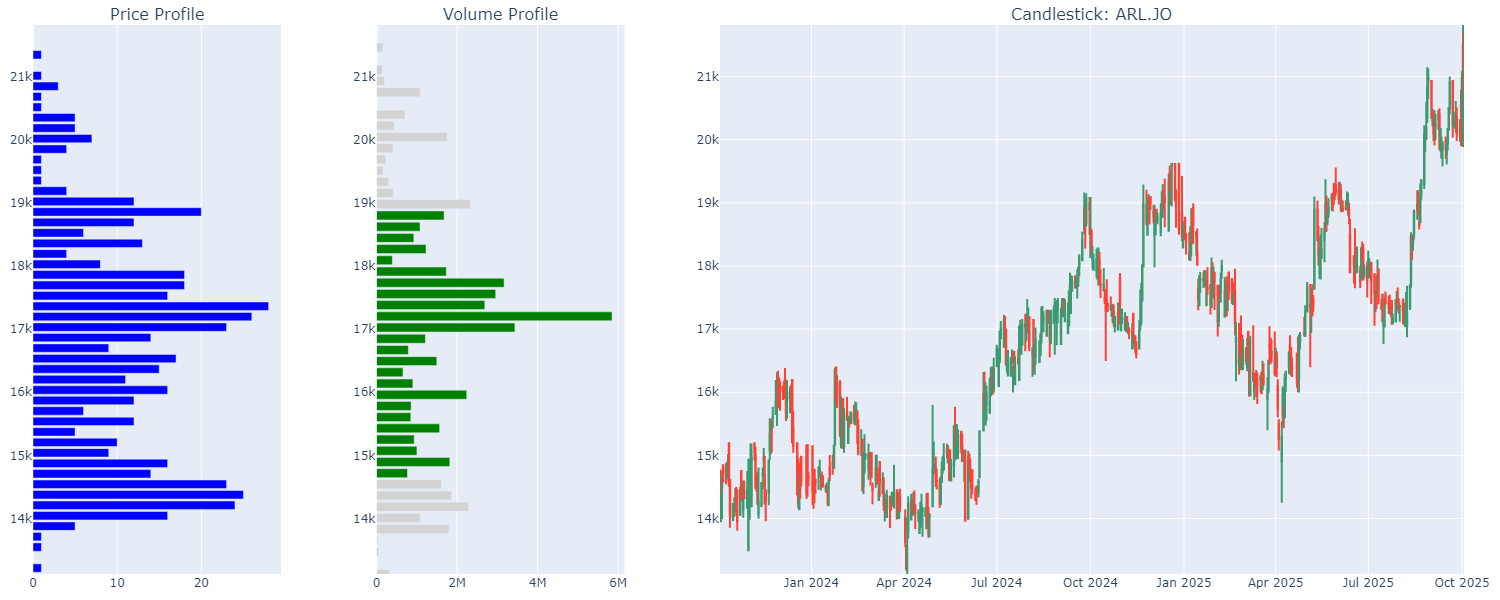 Price Profile
Volume Profile
Candlestick: ARL.JO
21k
20k
19k
18k
17k
16k
15k
14k
0
10
20
21k
20k
19k
18k
17k
16k
15k
14k
0
2M
4M
6M
21k
20k
19k
18k
17k
16k
15k
14k
Jan 2024
Apr 2024
Jul 2024
Oct 2024
Jan 2025
Apr 2025
Jul 2025
Oct 2025